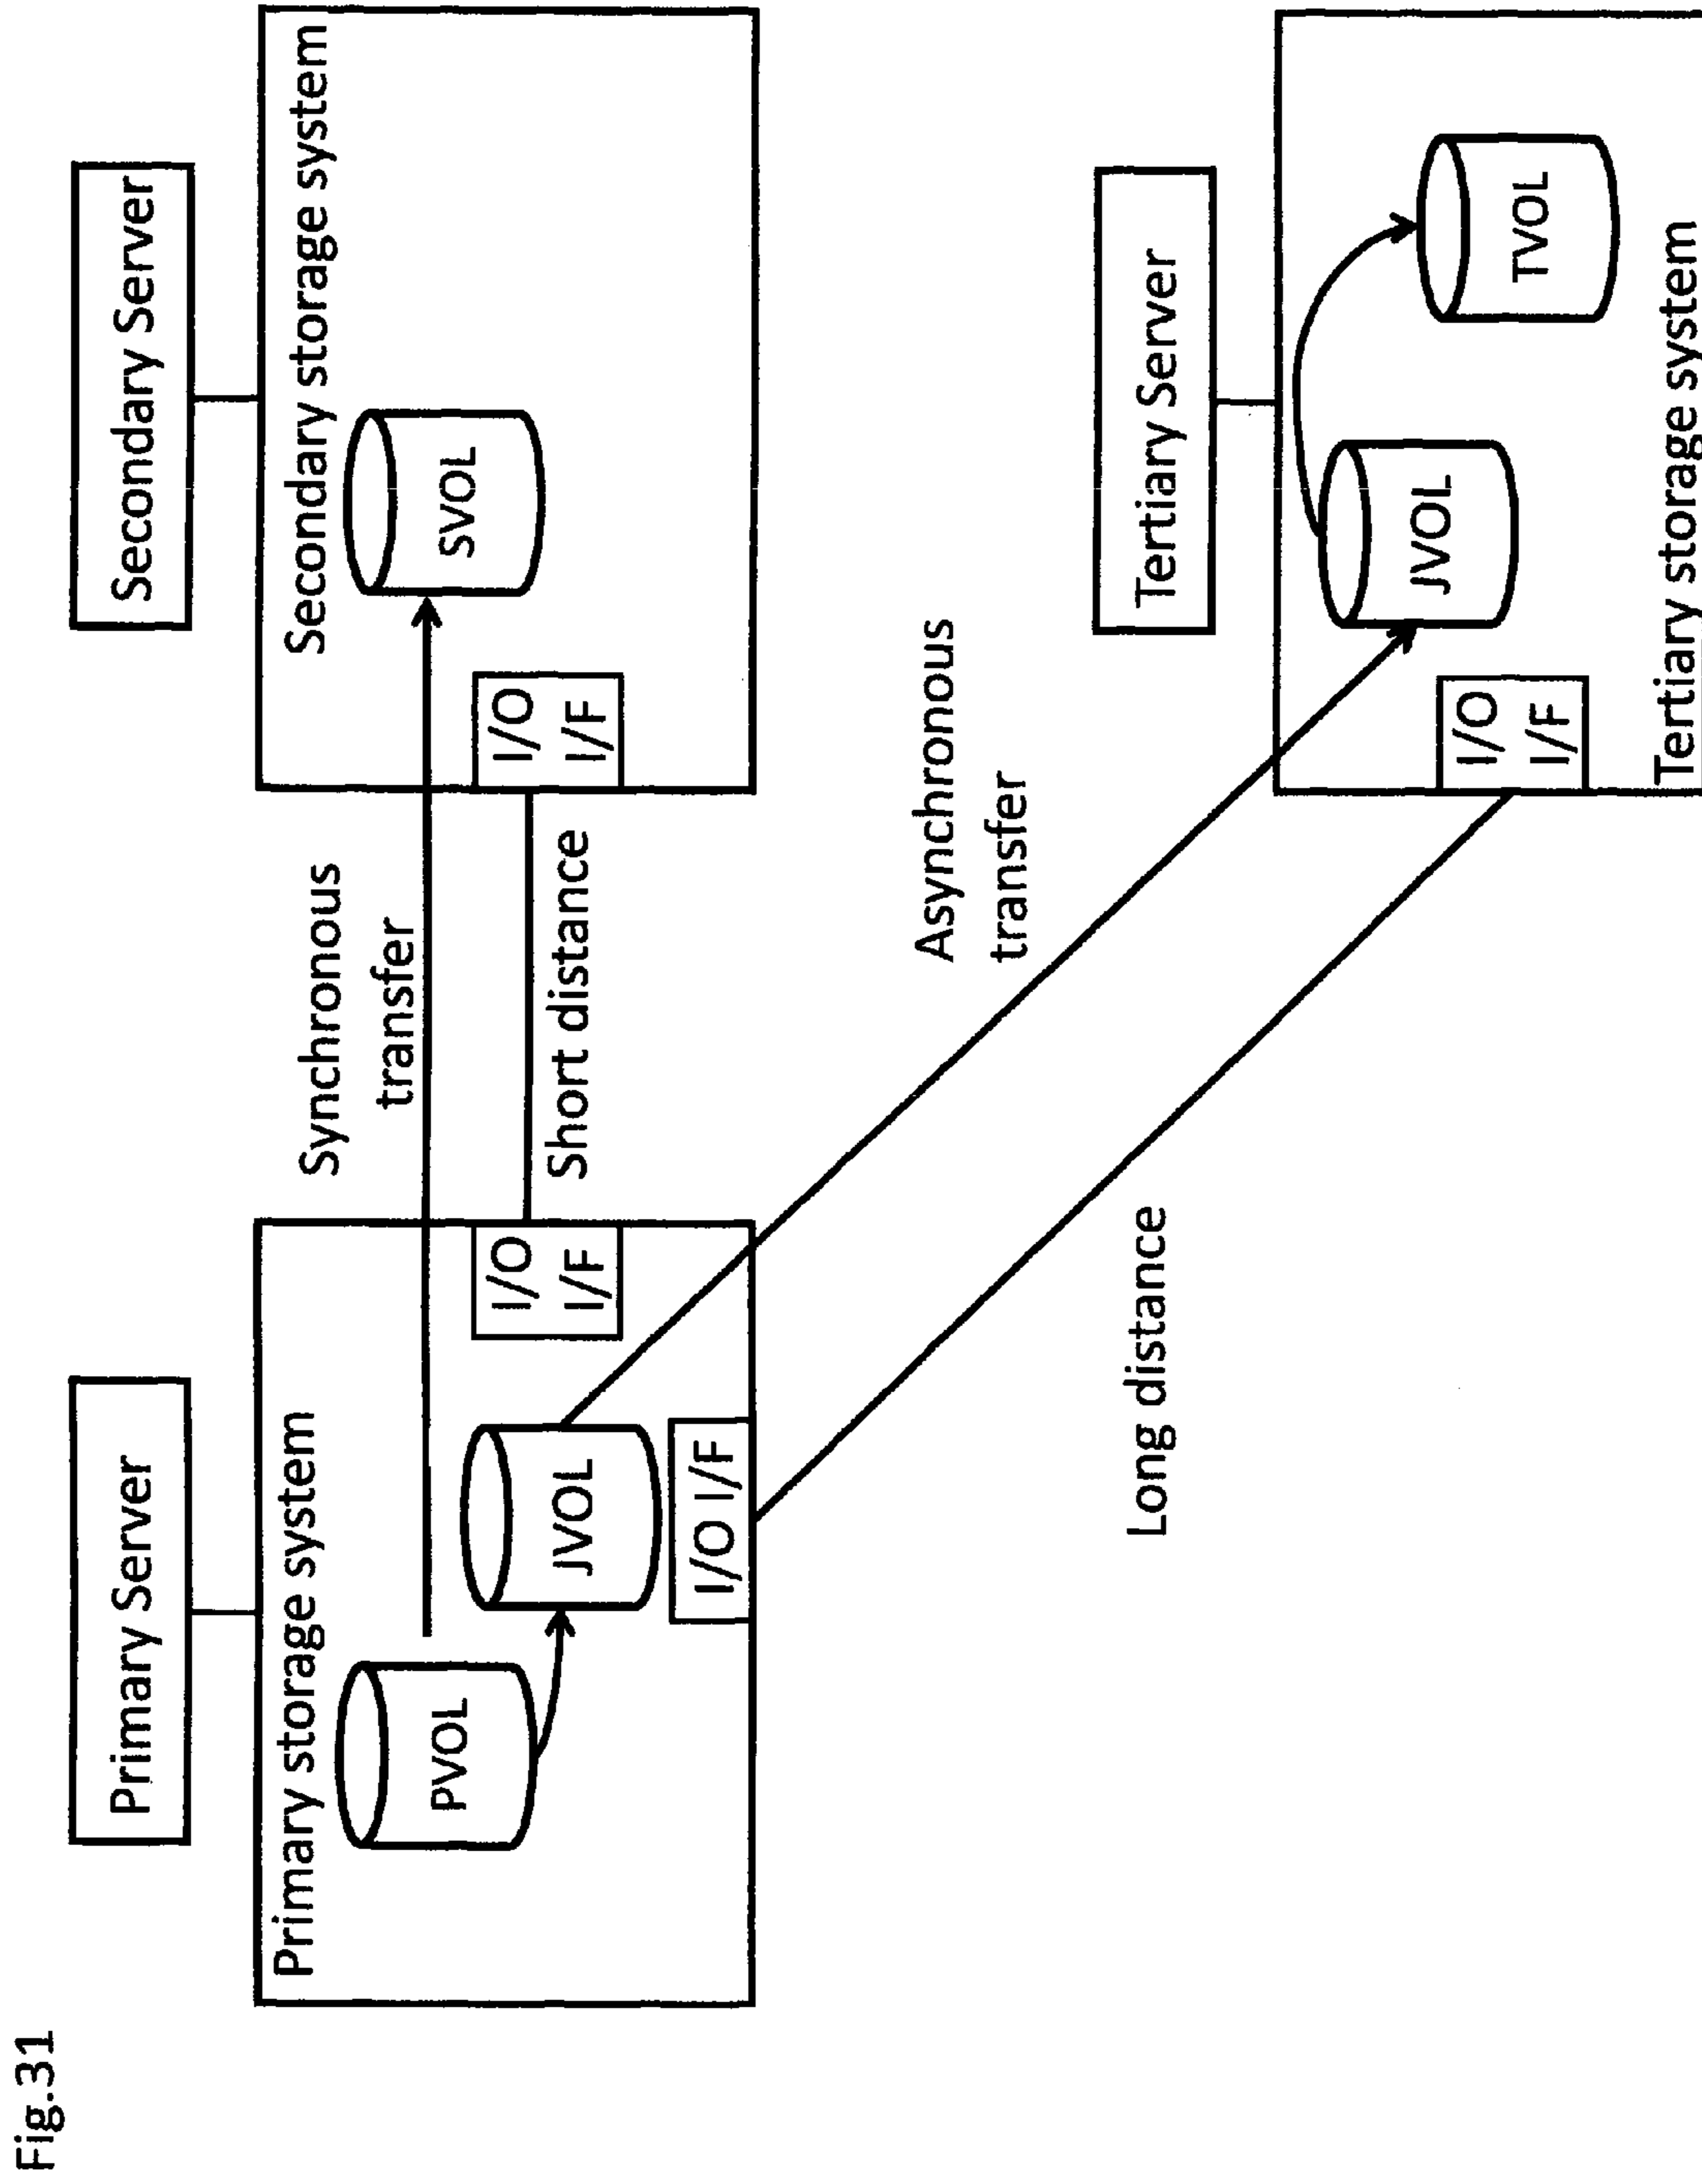 Fig.31
Primary Server
Secondary Server
Primary storage system
Secondary storage system
PVOL
JVOL
I/O
I/F
I/O I/F
Synchronous
transfer
Short distance
SVOL
I/O
I/F
Asynchronous
transfer
Long distance
Tertiary Server
JVOL
TVOL
I/O
I/F
Tertiary storage system